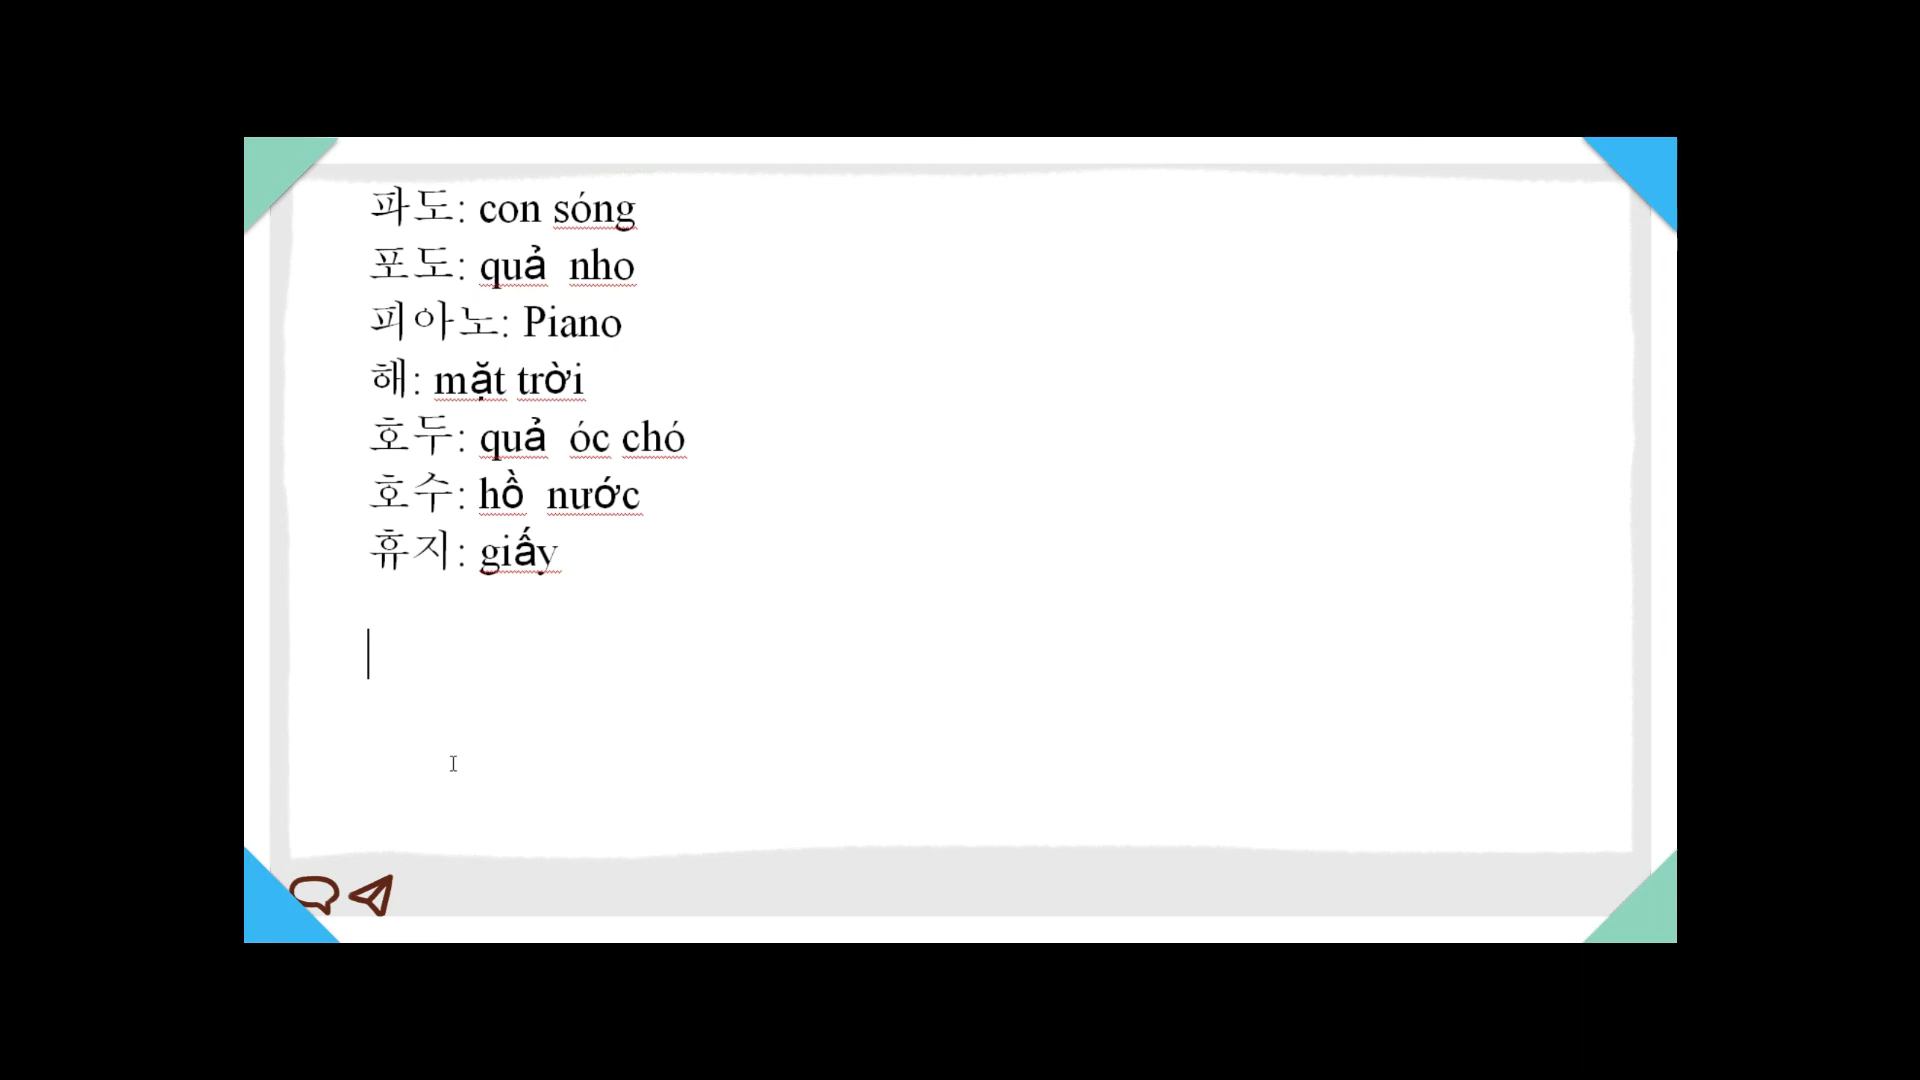 파도: con sóng
포도: quả nho
피아노: Piano
해: mặt trời
호두: quả óc chó
호수: hồ nước
휴지: giấy